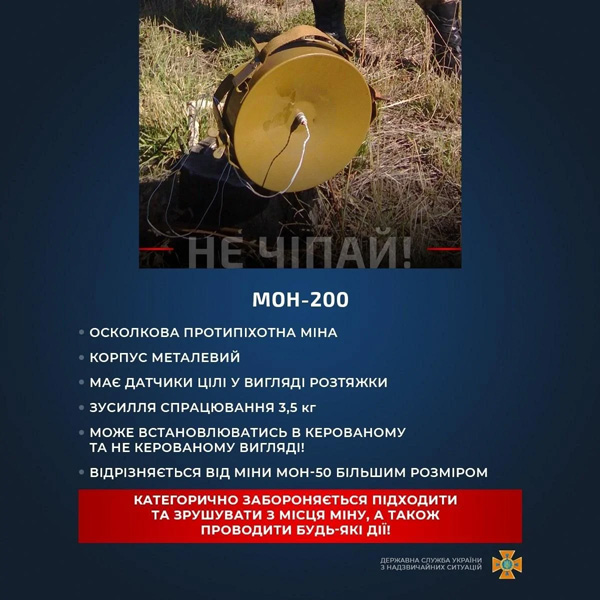 НЕ ЧІПАЙ!
МОН-200
ОСКОЛКОВА ПРОТИПІХОТНА МІНА
КОРПУС МЕТАЛЕВИЙ
МАЄ ДАТЧИКИ ЦІЛІ У ВИГЛЯДІ РОЗТЯЖКИ
ЗУСИЛЛЯ СПРАЦЮВАННЯ 3,5 кг
МОЖЕ ВСТАНОВЛЮВАТИСЬ В КЕРОВАНОМУ
ТА НЕ КЕРОВАНОМУ ВИГЛЯДІ!
ВІДРІЗНЯЄТЬСЯ ВІД МІНИ МОН-50 БІЛЬШИМ РОЗМІРОМ
КАТЕГОРИЧНО ЗАБОРОНЯЄТЬСЯ ПІДХОДИТИ
ТА ЗРУШУВАТИ З МІСЦЯ МІНУ, А ТАКОЖ
ПРОВОДИТИ БУДЬ-ЯКІ ДІЇ!
ДЕРЖАВНА СЛУЖБА УКРАЇНИ
З НАДЗВИЧАЙНИХ СИТУАЦІЙ